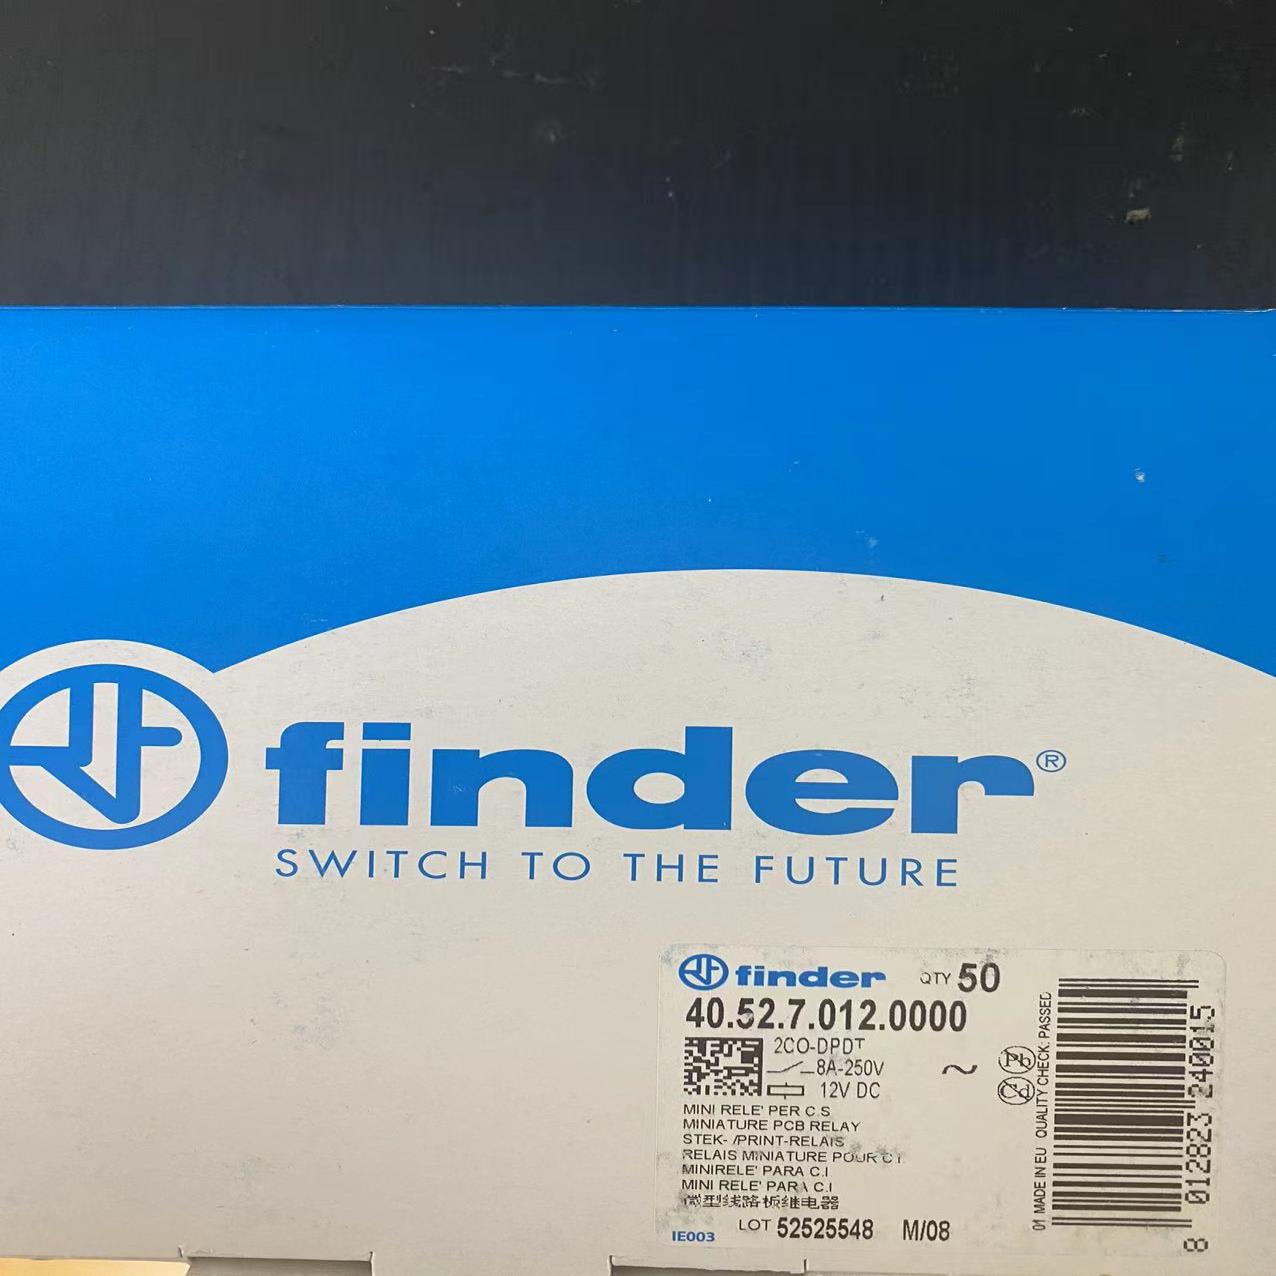 finder®
SWITCH TO THE FUTURE
finder QTY 50
40.52.7.012.0000
2CO-DPDT
8A-250V ~
12V DC
MINI RELE' PER C.S
MINIATURE PCB RELAY
STEK- /PRINT-RELAIS
RELAIS MINIATURE POUR C.I.
MINIRELE' PARA C.I
MINI RELE' PARA C.I
微型线路板继电器
LOT 52525548 M/08
IE003
Pb
Cd
01 MADE IN EU QUALITY CHECK: PASSED
8 012823 240015